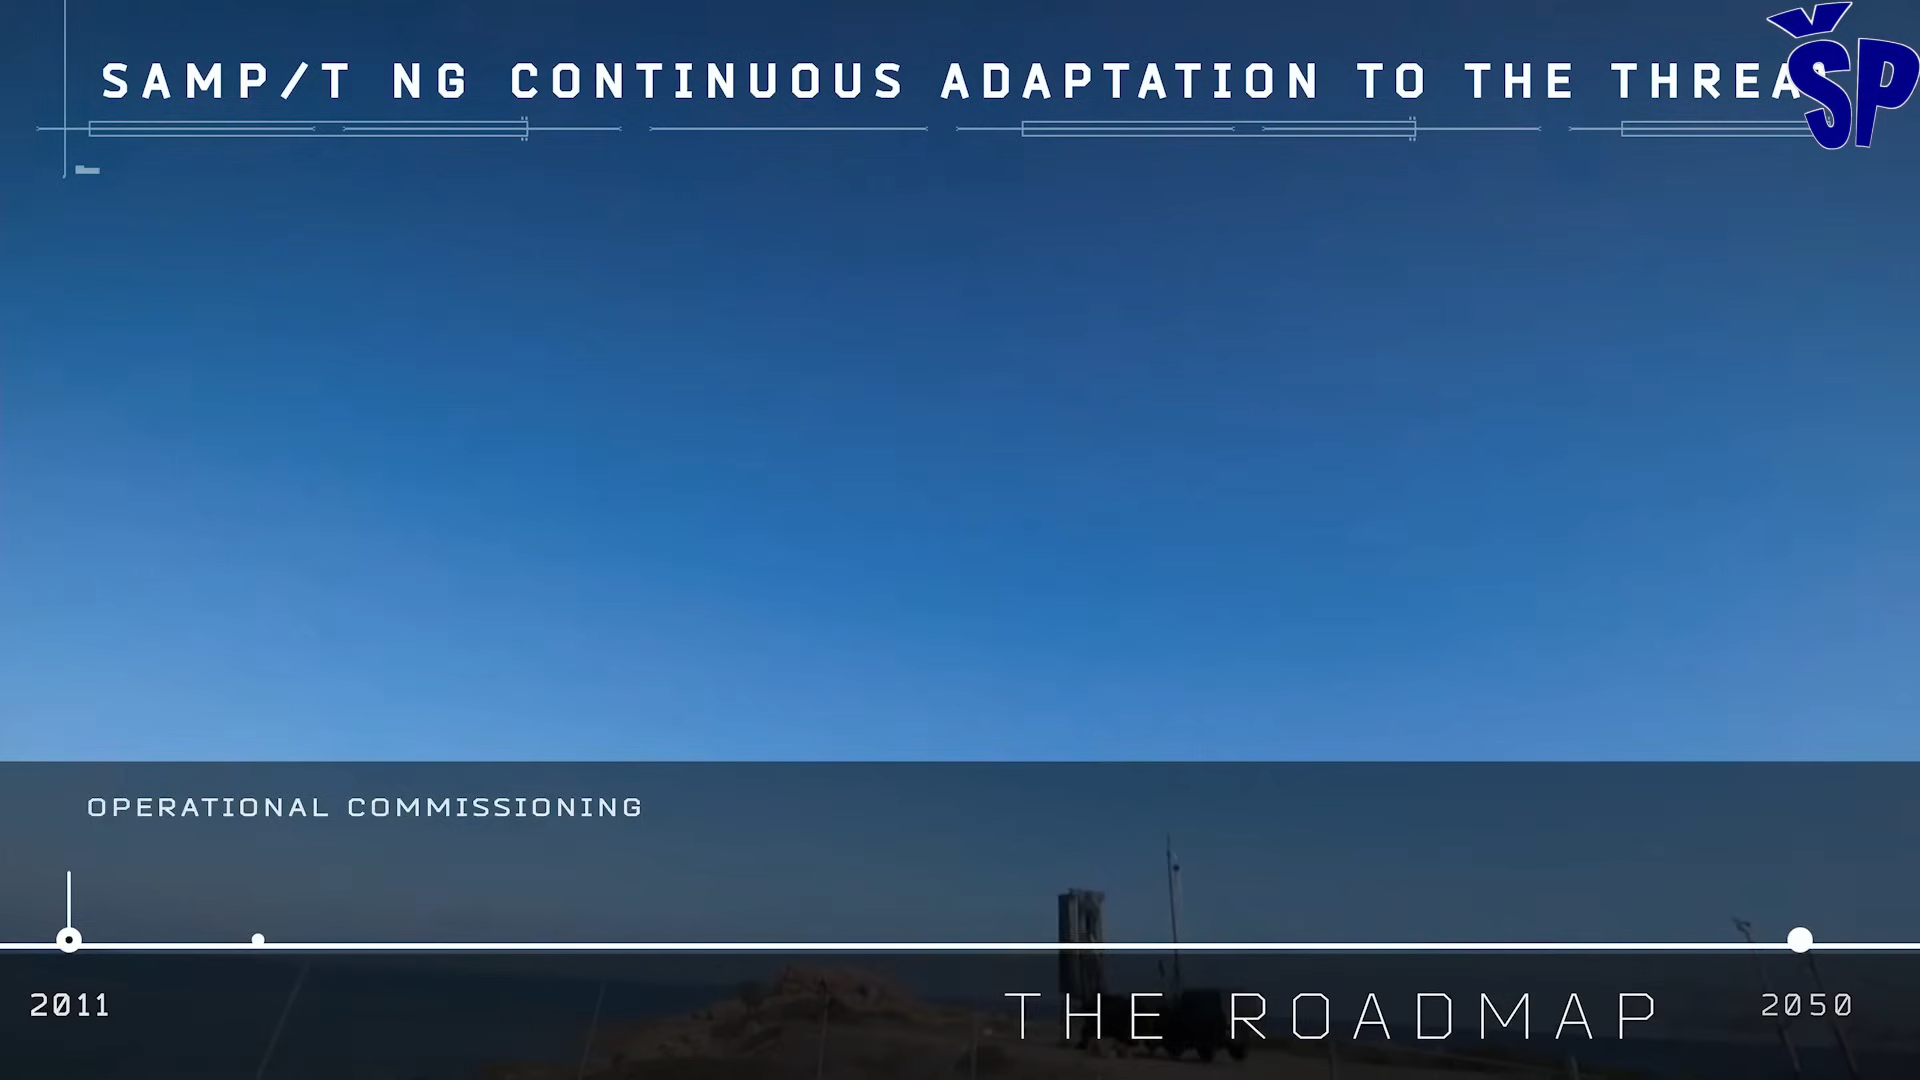 SAMP/T NG CONTINUOUS ADAPTATION TO THE THREA
ŠP
OPERATIONAL COMMISSIONING
2011
THE ROADMAP
2050